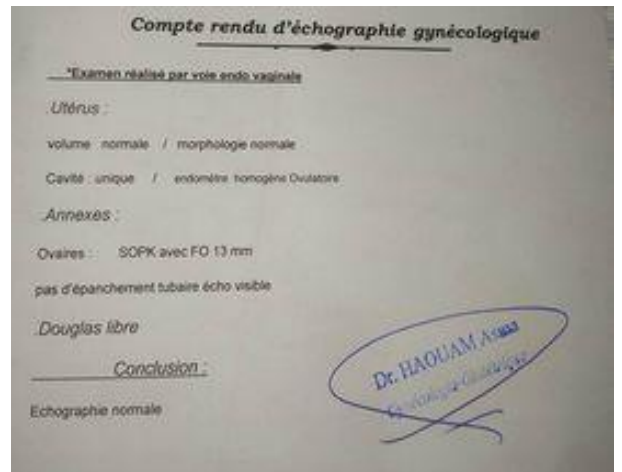 Compte rendu d'échographie gynécologique
*Examen réalisé par voie endo vaginale
.Utérus :
volume normale / morphologie normale
Cavité : unique / endomètre homogène Ovulatoire
.Annexes :
Ovaires : SOPK avec FO 13 mm
pas d'épanchement tubaire écho visible
.Douglas libre
Conclusion :
Echographie normale
Dr. HAOUAM